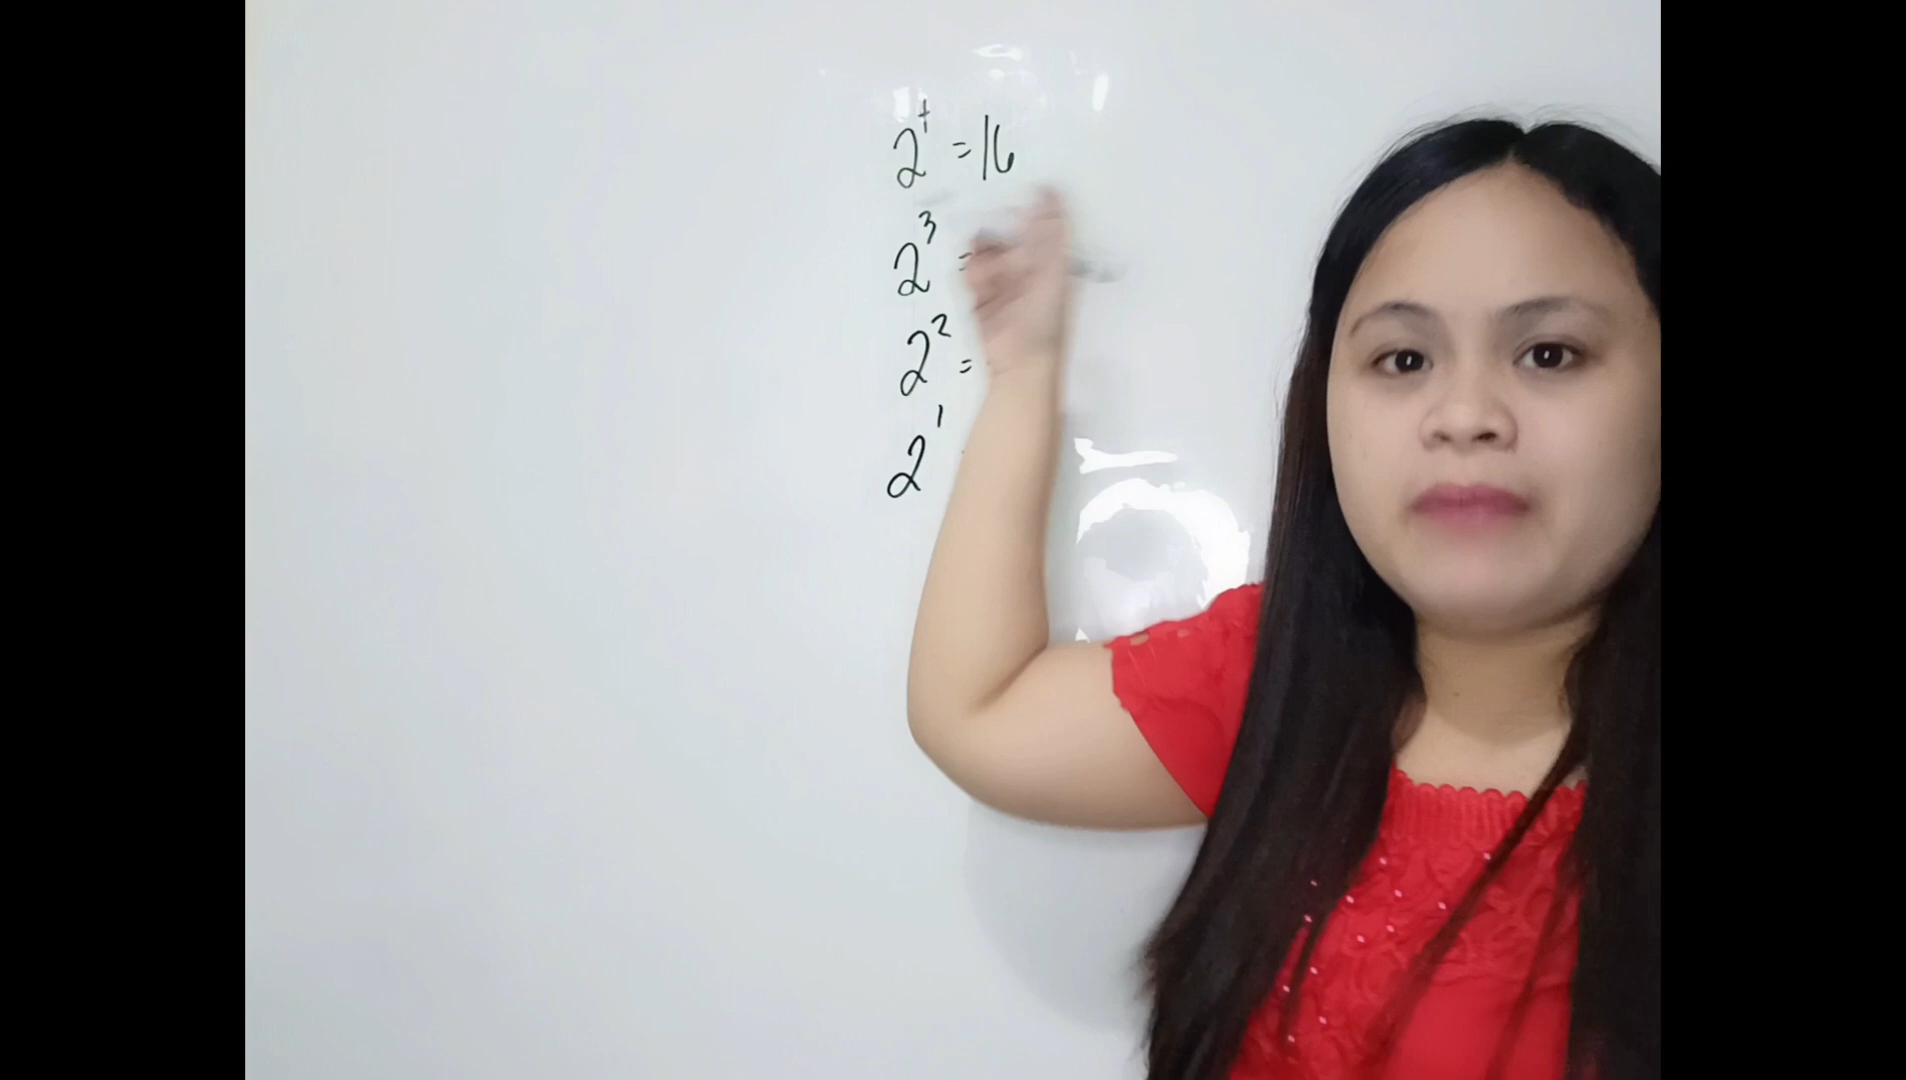 2⁴ = 16
2³ =
2² =
2¹